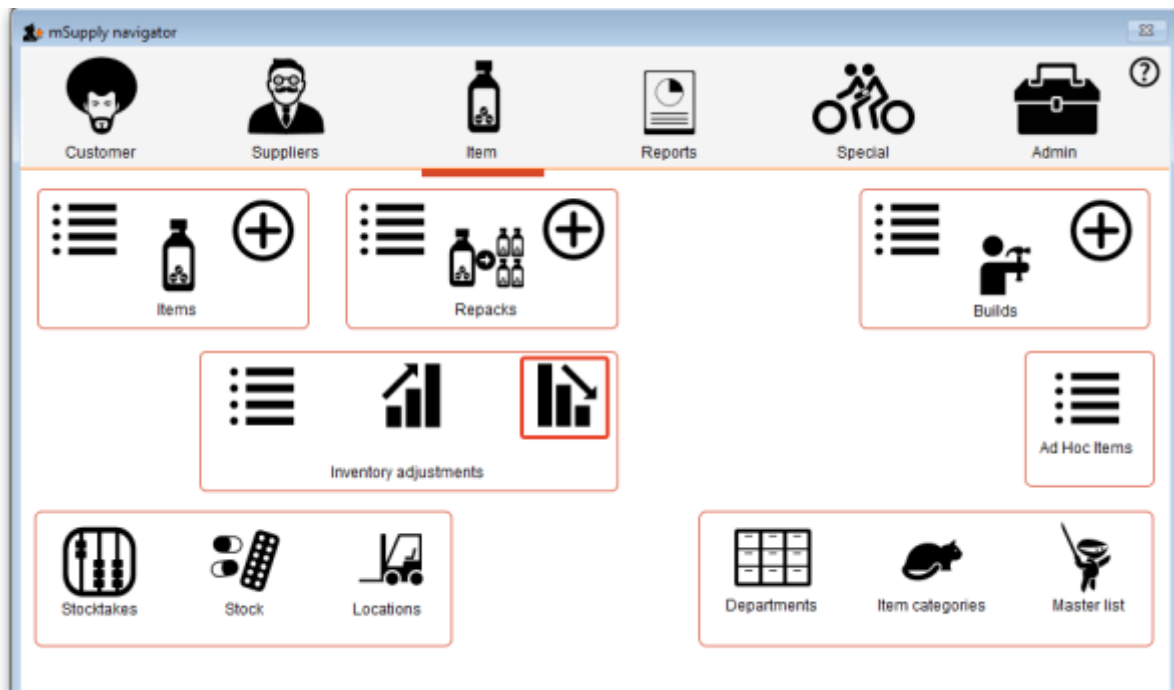 mSupply navigator
Customer
Suppliers
Item
Reports
Special
Admin
?
Items
Repacks
Builds
Inventory adjustments
Ad Hoc Items
Stocktakes
Stock
Locations
Departments
Item categories
Master list